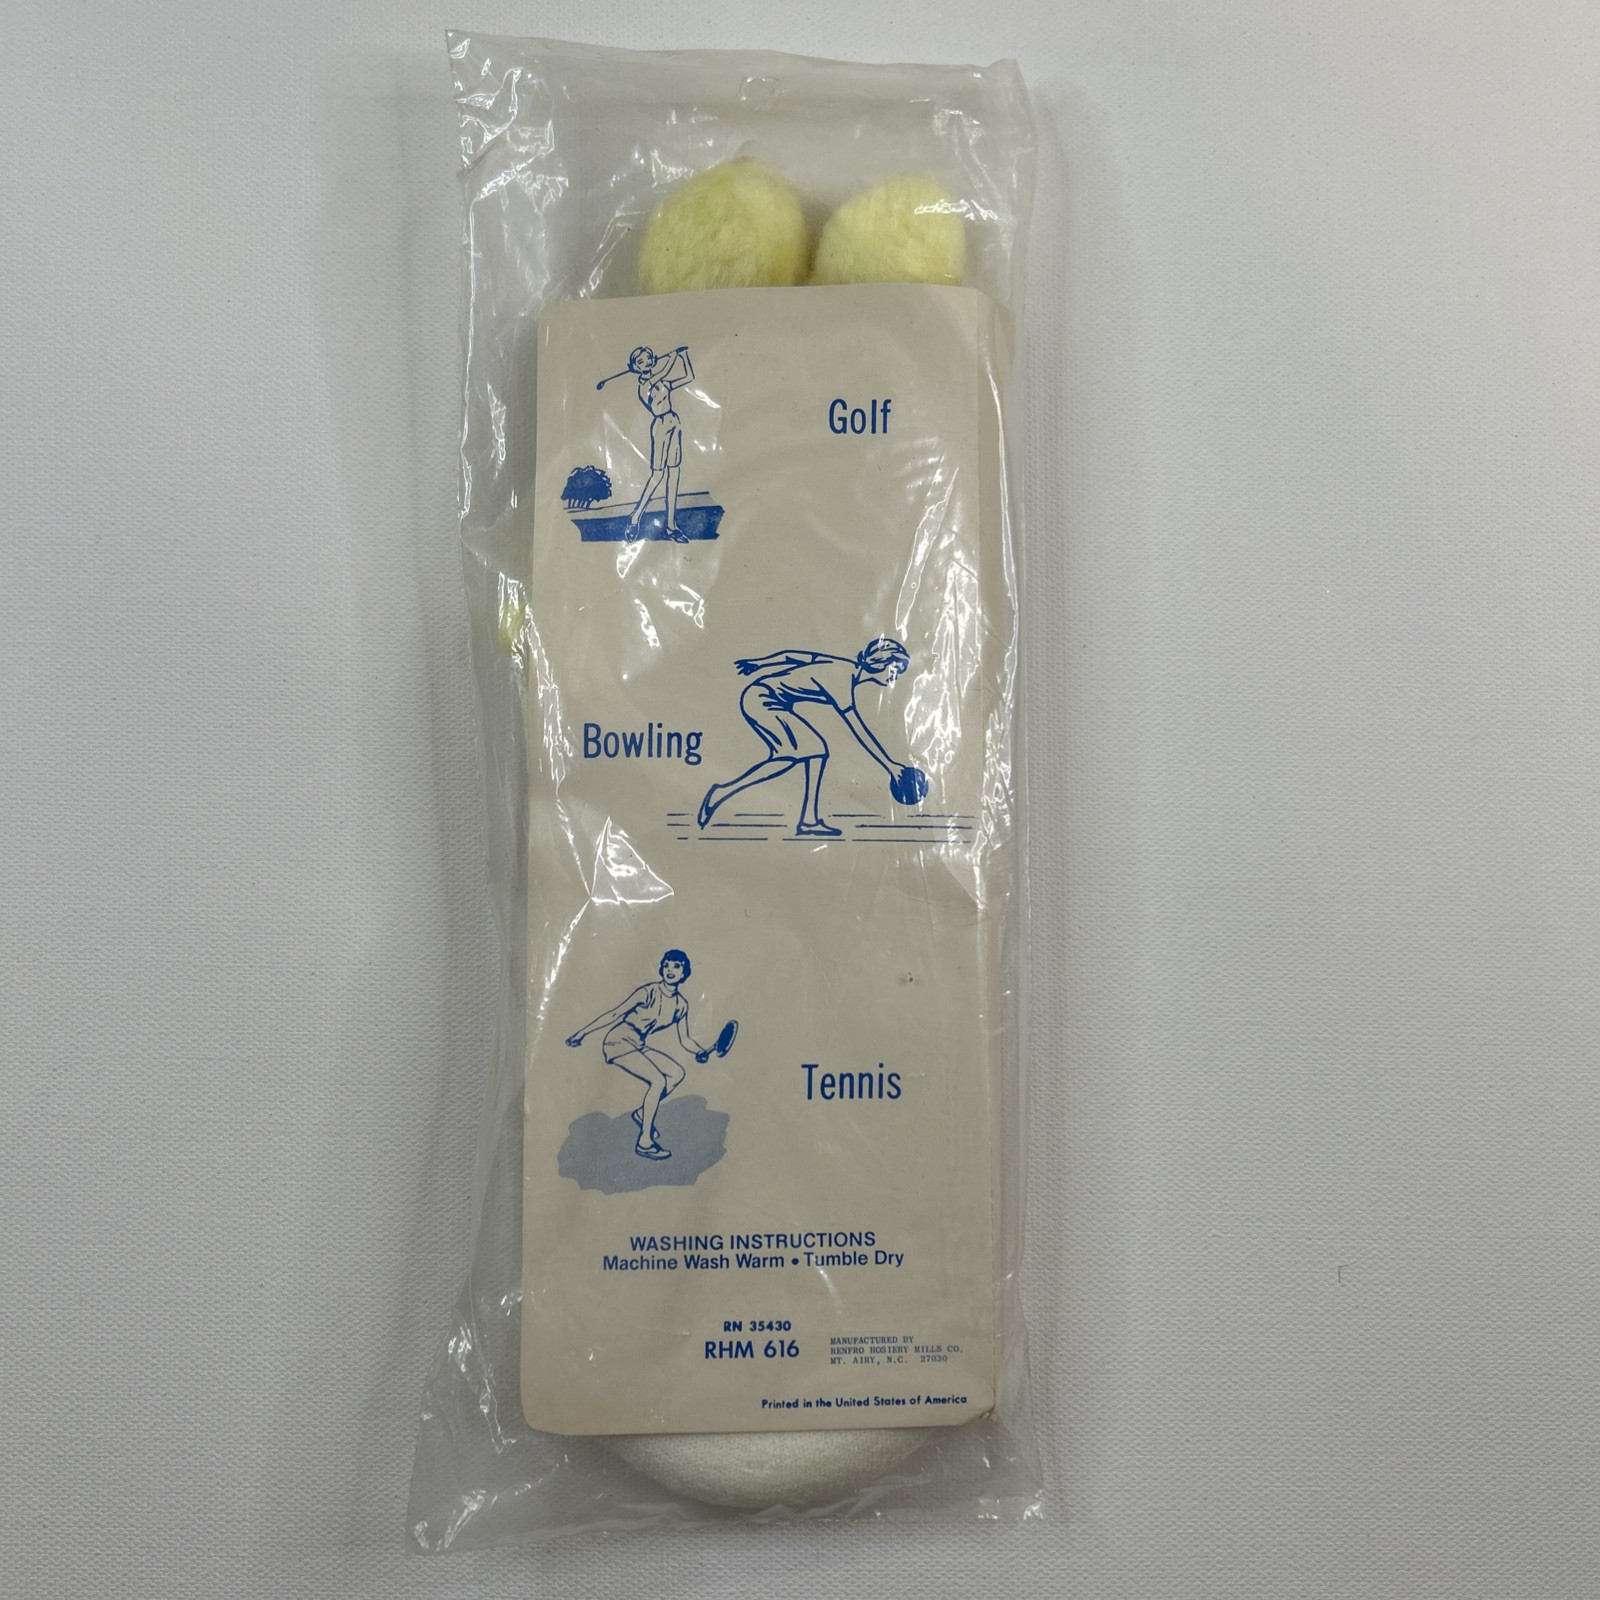 Golf
Bowling
Tennis
WASHING INSTRUCTIONS
Machine Wash Warm • Tumble Dry
RN 35430
RHM 616
MANUFACTURED BY
RENFRO HOSIERY MILLS CO.
MT. AIRY, N.C. 27030
Printed in the United States of America